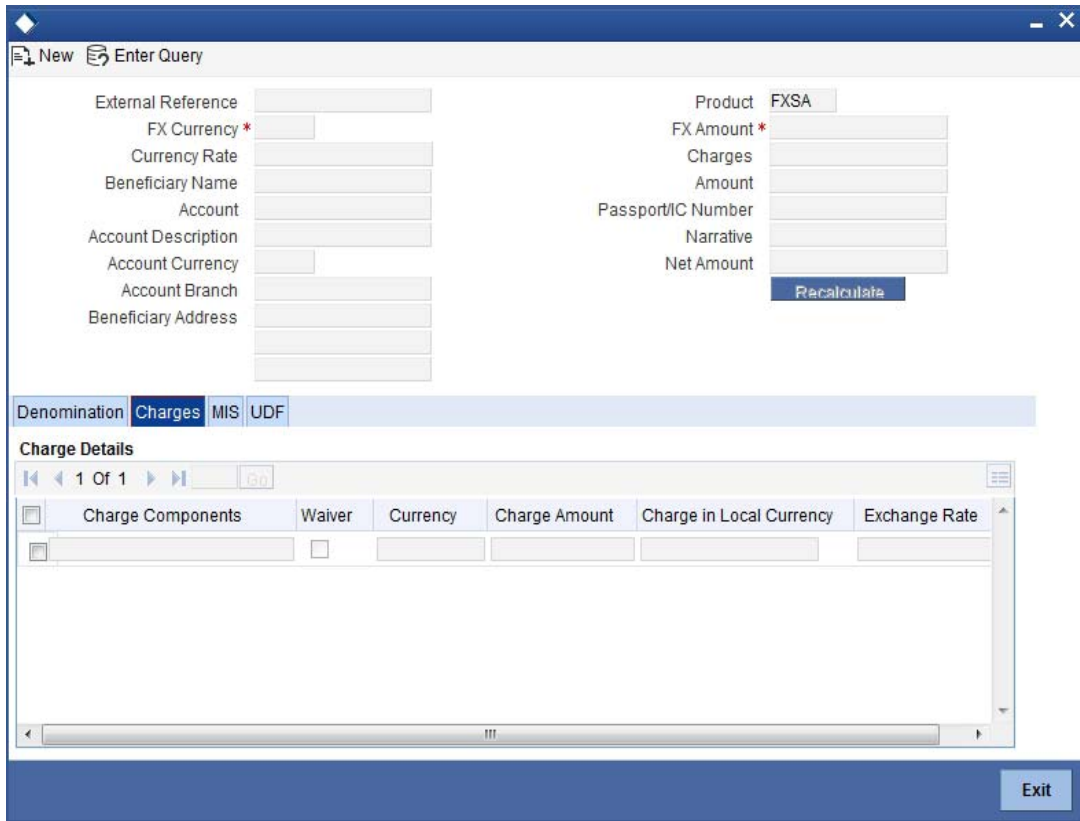 New Enter Query
External Reference
Product FXSA
FX Currency *
FX Amount *
Currency Rate
Charges
Beneficiary Name
Amount
Account
Passport/IC Number
Account Description
Narrative
Account Currency
Net Amount
Account Branch
Recalculate
Beneficiary Address
Denomination Charges MIS UDF
Charge Details
1 Of 1 Go
Charge Components Waiver Currency Charge Amount Charge in Local Currency Exchange Rate
Exit